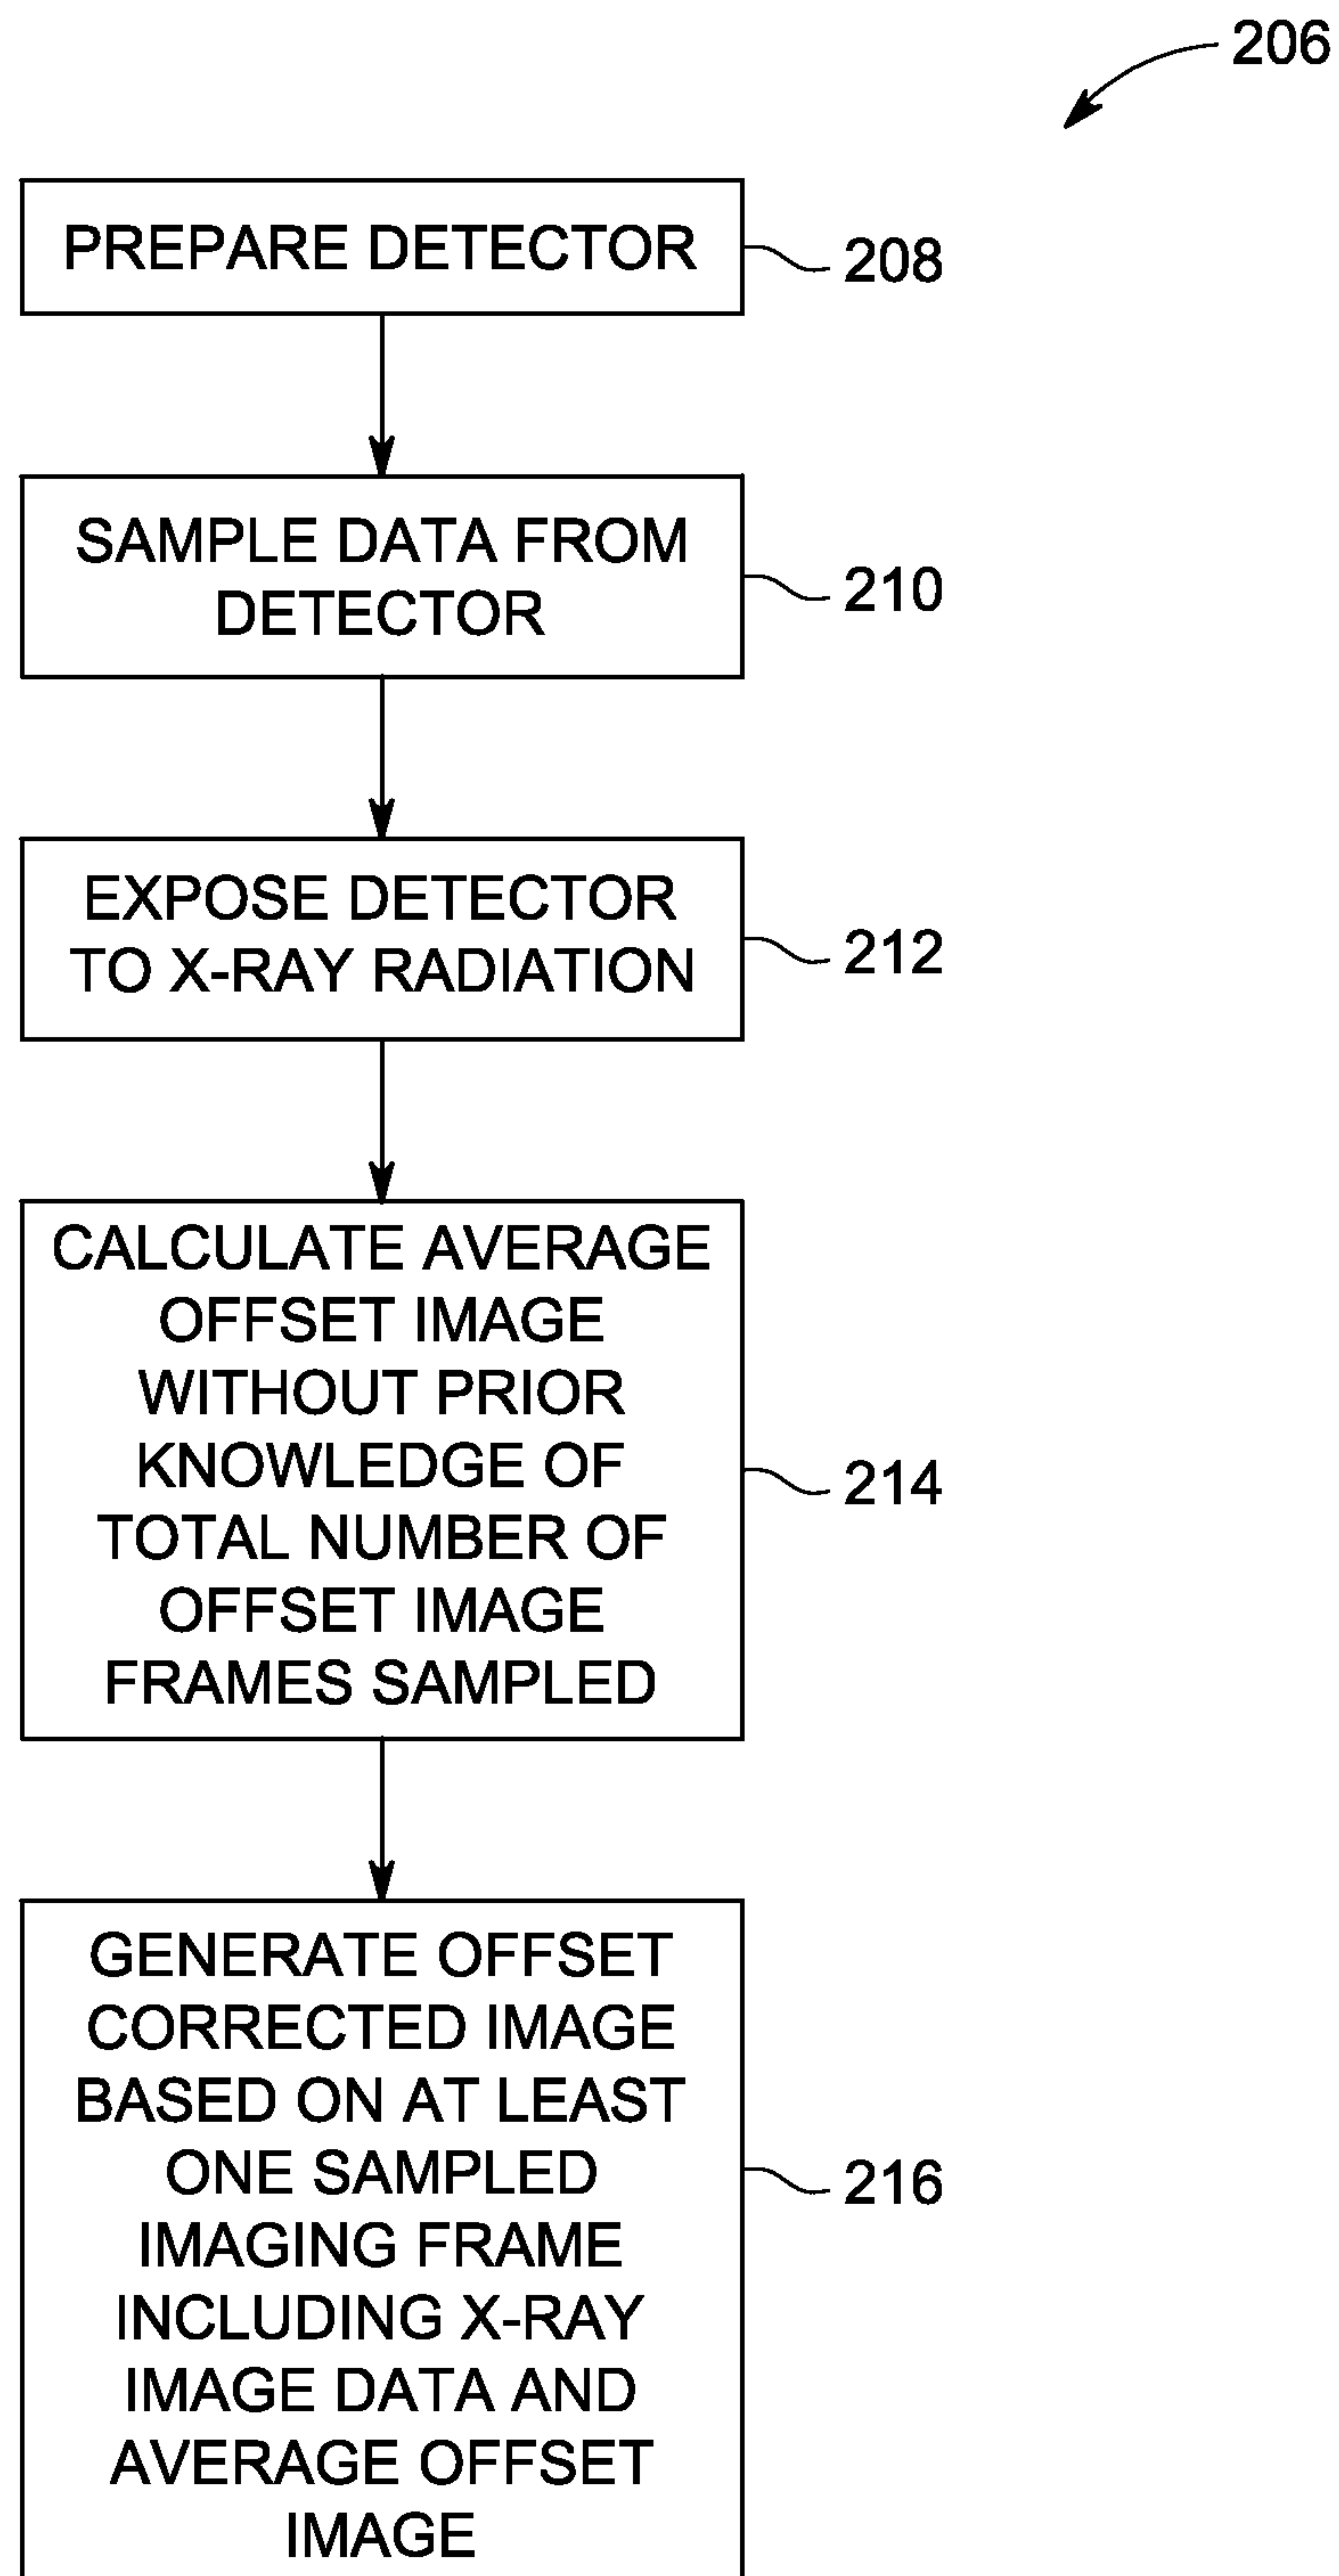 206
PREPARE DETECTOR
208
SAMPLE DATA FROM
DETECTOR
210
EXPOSE DETECTOR
TO X-RAY RADIATION
212
CALCULATE AVERAGE
OFFSET IMAGE
WITHOUT PRIOR
KNOWLEDGE OF
TOTAL NUMBER OF
OFFSET IMAGE
FRAMES SAMPLED
214
GENERATE OFFSET
CORRECTED IMAGE
BASED ON AT LEAST
ONE SAMPLED
IMAGING FRAME
INCLUDING X-RAY
IMAGE DATA AND
AVERAGE OFFSET
IMAGE
216